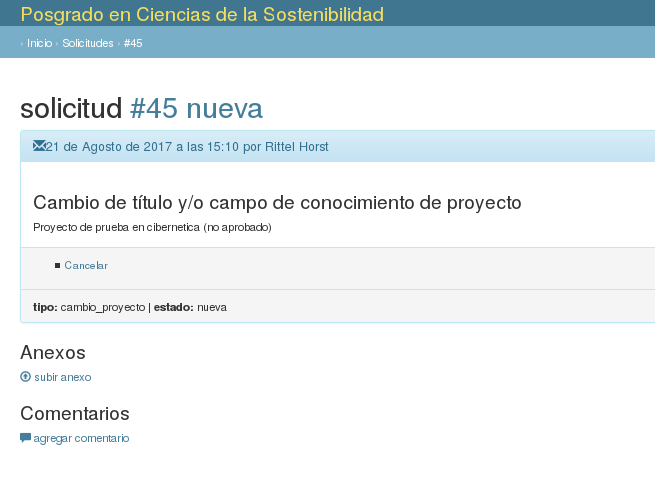 Posgrado en Ciencias de la Sostenibilidad
› Inicio › Solicitudes › #45
solicitud #45 nueva
21 de Agosto de 2017 a las 15:10 por Rittel Horst
Cambio de título y/o campo de conocimiento de proyecto
Proyecto de prueba en cibernetica (no aprobado)
Cancelar
tipo: cambio_proyecto | estado: nueva
Anexos
subir anexo
Comentarios
agregar comentario